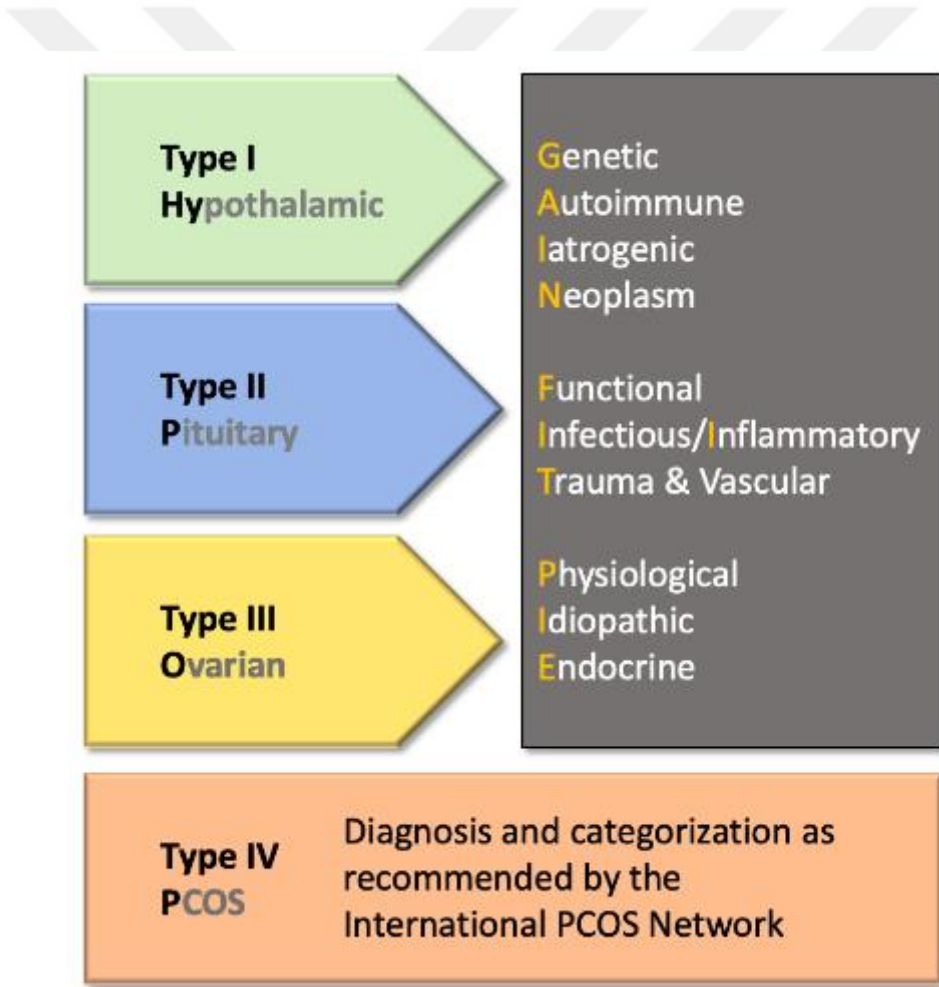 Type I
Hypothalamic
Type II
Pituitary
Type III
Ovarian
Genetic
Autoimmune
Iatrogenic
Neoplasm
Functional
Infectious/Inflammatory
Trauma & Vascular
Physiological
Idiopathic
Endocrine
Type IV
PCOS
Diagnosis and categorization as
recommended by the
International PCOS Network